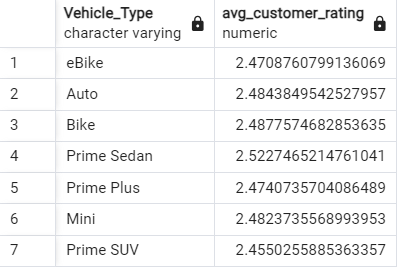 Vehicle_Type avg_customer_rating
character varying numeric
1 eBike 2.4708760799136069
2 Auto 2.4843849542527957
3 Bike 2.4877574682853635
4 Prime Sedan 2.5227465214761041
5 Prime Plus 2.4740735704086489
6 Mini 2.4823735568993953
7 Prime SUV 2.4550255885363357